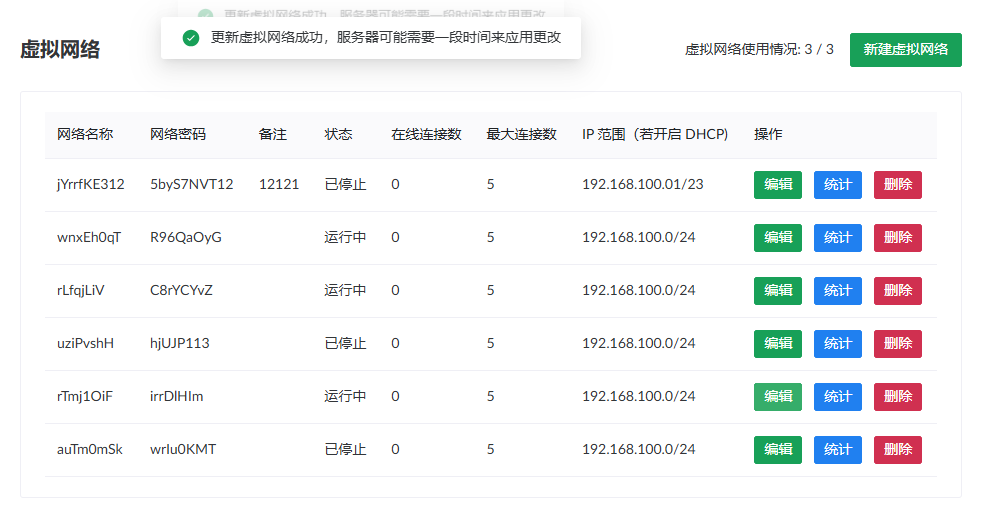 更新虚拟网络成功，服务器可能需要一段时间来应用更改
更新虚拟网络成功，服务器可能需要一段时间来应用更改
虚拟网络
虚拟网络使用情况: 3 / 3
新建虚拟网络
网络名称 网络密码 备注 状态 在线连接数 最大连接数 IP 范围（若开启 DHCP） 操作
jYrrfKE312 5byS7NVT12 12121 已停止 0 5 192.168.100.01/23 编辑 统计 删除
wnxEh0qT R96QaOyG 运行中 0 5 192.168.100.0/24 编辑 统计 删除
rLfqjLiV C8rYCYvZ 运行中 0 5 192.168.100.0/24 编辑 统计 删除
uziPvshH hjUJP113 已停止 0 5 192.168.100.0/24 编辑 统计 删除
rTmj1OiF irrDlHIm 运行中 0 5 192.168.100.0/24 编辑 统计 删除
auTm0mSk wrIu0KMT 已停止 0 5 192.168.100.0/24 编辑 统计 删除